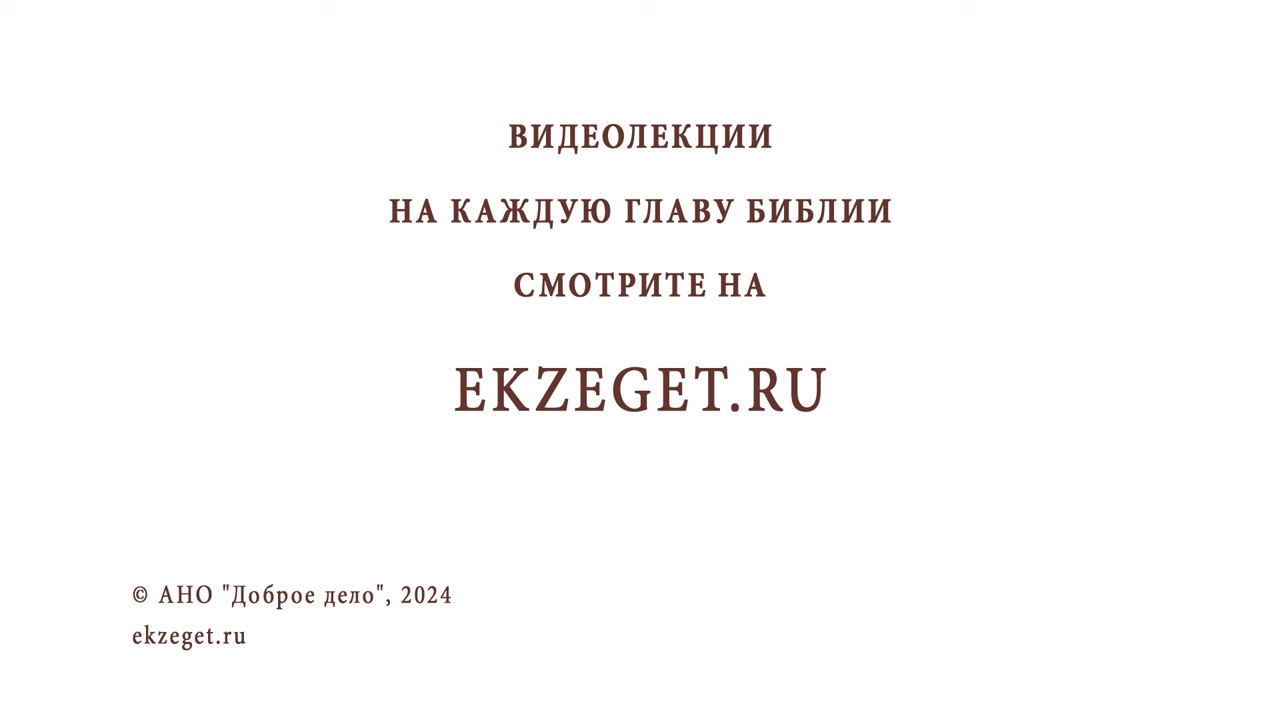 ВИДЕОЛЕКЦИИ
НА КАЖДУЮ ГЛАВУ БИБЛИИ
СМОТРИТЕ НА
EKZEGET.RU
© АНО "Доброе дело", 2024
ekzeget.ru